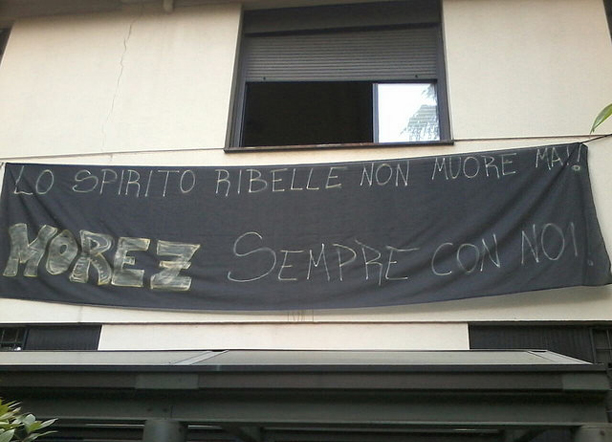 LO SPIRITO RIBELLE NON MUORE MAI!
MOREZ SEMPRE CON NOI!